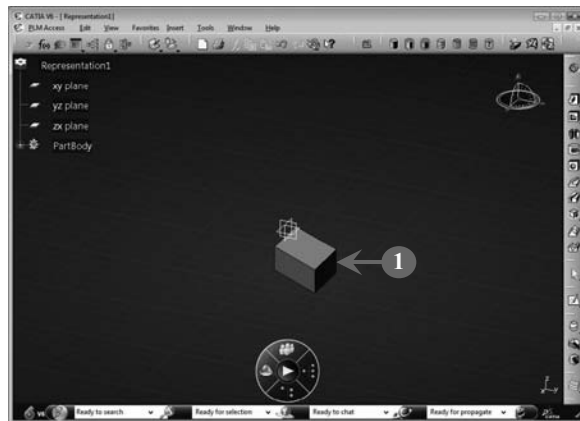 CATIA V6 - [ Representation1]
PLM Access Edit View Favorites Insert Tools Window Help
Representation1
xy plane
yz plane
zx plane
PartBody
1
Ready to search Ready for selection Ready to chat Ready for propagate